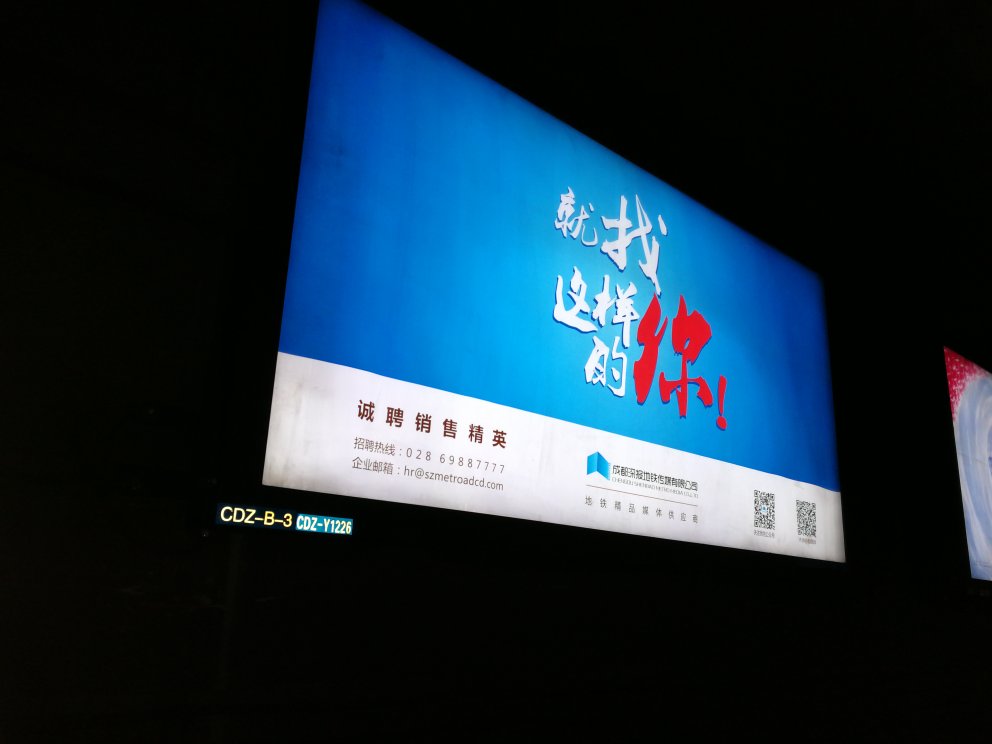 就找
这样
的你!
诚聘销售精英
招聘热线:028 69887777
企业邮箱:hr@szmetroadcd.com
成都深报地铁传媒有限公司
地铁精品媒体供应商
CDZ-B-3
CDZ-Y1226